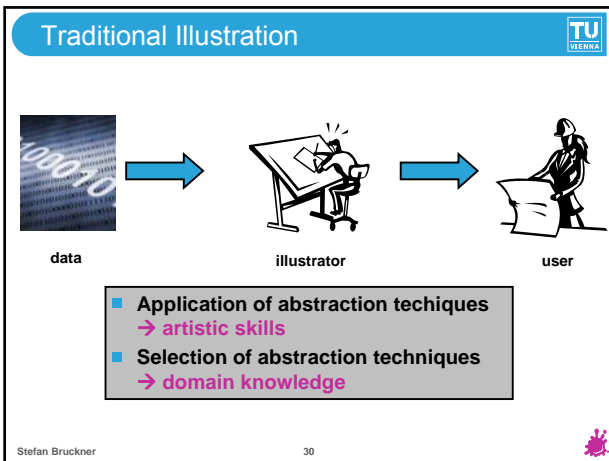 Traditional Illustration
TU
VIENNA
data
illustrator
user
Application of abstraction techiques
→ artistic skills
Selection of abstraction techniques
→ domain knowledge
Stefan Bruckner
30